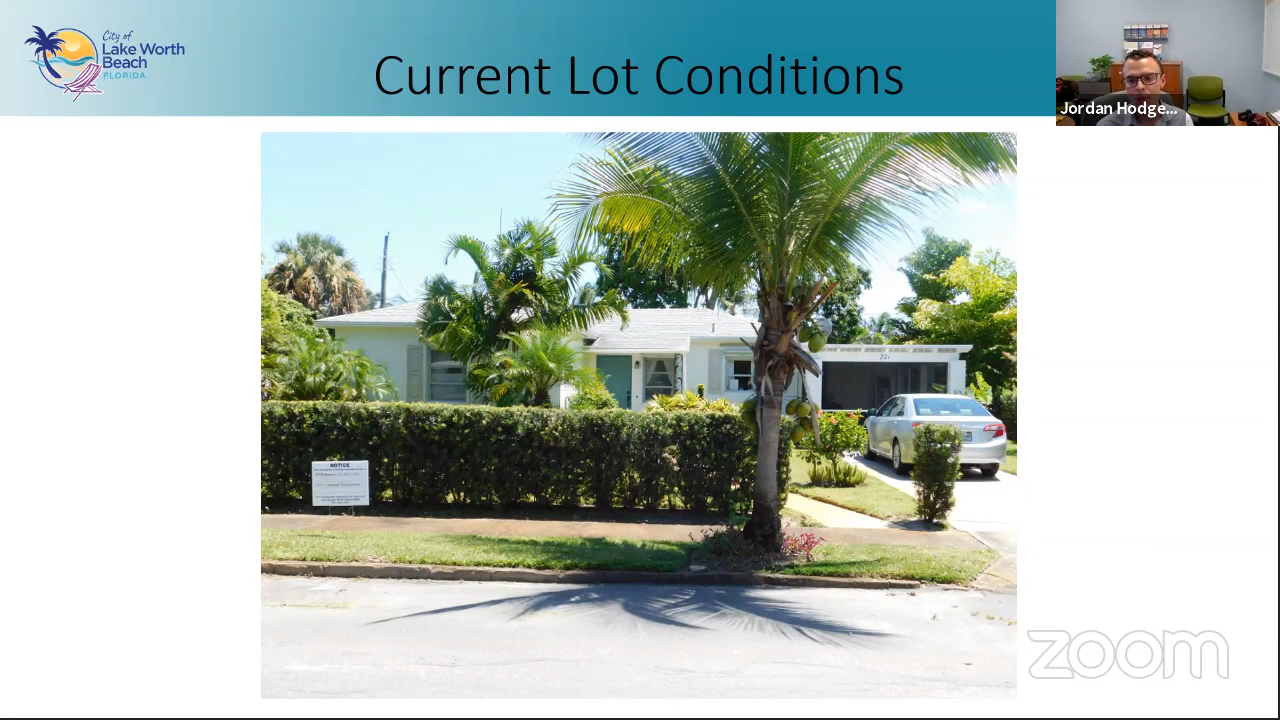 City of
Lake Worth
Beach
FLORIDA
Current Lot Conditions
Jordan Hodge...
221
NOTICE
zoom